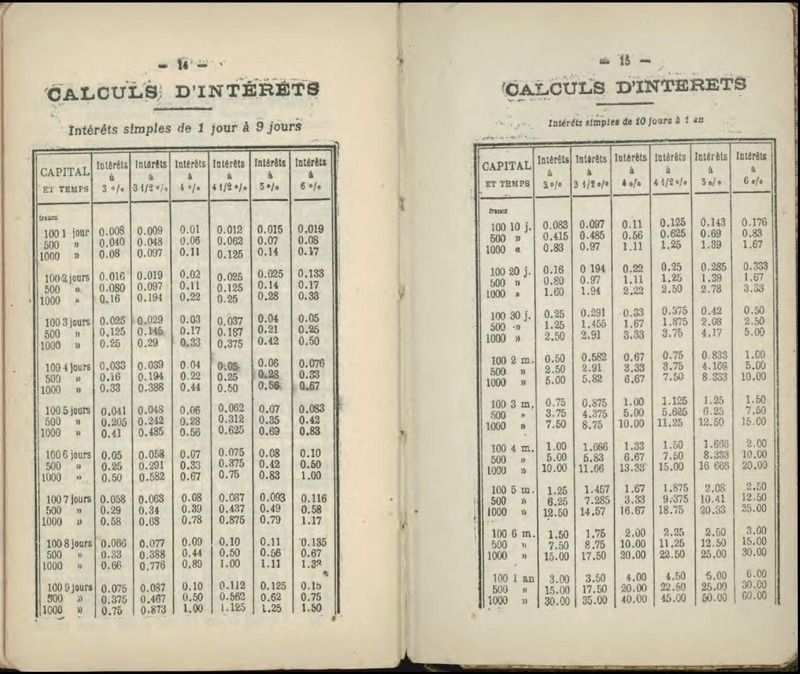 — 14 —
CALCULS D'INTÉRÊTS
Intérêts simples de 1 jour à 9 jours
CAPITAL ET TEMPS Intérêts à 3 o/o Intérêts à 3 1/2 o/o Intérêts à 4 o/o Intérêts à 4 1/2 o/o Intérêts à 5 o/o Intérêts à 6 o/o
francs
100 1 jour 0.008 0.009 0.01 0.012 0.015 0.019
500 » 0.040 0.048 0.06 0.062 0.07 0.08
1000 » 0.08 0.097 0.11 0.125 0.14 0.17
100 2 jours 0.016 0.019 0.02 0.025 0.025 0.133
500 » 0.080 0.097 0.11 0.125 0.14 0.17
1000 » 0.16 0.194 0.22 0.25 0.28 0.33
100 3 jours 0.025 0.029 0.03 0.037 0.04 0.05
500 » 0.125 0.145 0.17 0.187 0.21 0.25
1000 » 0.25 0.29 0.33 0.375 0.42 0.50
100 4 jours 0.033 0.039 0.04 0.05 0.06 0.076
500 » 0.16 0.194 0.22 0.25 0.28 0.33
1000 » 0.33 0.388 0.44 0.50 0.56 0.67
100 5 jours 0.041 0.048 0.06 0.062 0.07 0.083
500 » 0.205 0.242 0.28 0.312 0.35 0.42
1000 » 0.41 0.485 0.56 0.625 0.69 0.83
100 6 jours 0.05 0.058 0.07 0.075 0.08 0.10
500 » 0.25 0.291 0.33 0.375 0.42 0.50
1000 » 0.50 0.582 0.67 0.75 0.83 1.00
100 7 jours 0.058 0.068 0.08 0.087 0.093 0.116
500 » 0.29 0.34 0.39 0.437 0.49 0.58
1000 » 0.58 0.68 0.78 0.875 0.79 1.17
100 8 jours 0.066 0.077 0.09 0.10 0.11 0.135
500 » 0.33 0.388 0.44 0.50 0.56 0.67
1000 » 0.66 0,776 0,89 1.00 1.11
100 9 jours 0.075 0.087 0.10 0.112 0.125 0.15
500 » 0.375 0.467 0.50 0.562 0.62 0.75
1000 » 0.75 0.873 1.00 1.125 1.25 1.50
— 15 —
CALCULS D'INTERETS
Intérêts simples de 10 jours à 1 an
CAPITAL ET TEMPS Intérêts à 3 o/o Intérêts à 3 1/2 o/o Intérêts à 4 o/o Intérêts à 4 1/2 o/o Intérêts à 5 o/o Intérêts à 6 o/o
francs
100 10 j. 0.083 0.097 0.11 0.125 0.143 0.176
500 » 0.415 0.485 0.56 0.625 0.69 0.83
1000 « 0.83 0.97 1.11 1,25 1.39 1.67
100 20 j. 0.16 0 194 0.22 0.25 0.285 0.333
500 » 0.80 0.97 1.11 1.25 1.39 1.67
1000 » 1.60 1.94 2.22 2.50 2.78 3.33
100 30 j. 0.25 0.291 0.33 0.375 0.42 0.50
500 » 1.25 1.455 1.67 1.875 2.08 2.50
1000 » 2.50 2.91 3.33 3.75 4.17 5.00
100 2 m. 0.50 0.582 0.67 0.75 0.833 1.00
500 » 2.50 2.91 3.33 3.75 4.166 5.00
1000 » 5.00 5.82 6.67 7.50 8.333 10.00
100 3 m. 0.75 0.875 1.00 1.125 1.25 1.50
500 » 3.75 4.375 5.00 5.625 6.25 7.50
1000 » 7.50 8.75 10.00 11.25 12.50 15.00
100 4 m. 1.00 1.666 1.33 1.50 1.666 2.00
500 » 5.00 5.83 6.67 7.50 8.333 10.00
1000 » 10.00 11.66 13.33 15.00 16 666 20.00
100 5 m. 1.25 1.457 1.67 1.875 2.08 2.50
500 » 6.25 7.285 3.33 9.375 10.41 12.50
1000 » 12.50 14.57 16.67 18.75 20.33 25.00
100 6 m. 1.50 1.75 2.00 2.25 2.50 3.00
500 » 7.50 8.75 10.00 11,25 12.50 15.00
1000 » 15.00 17.50 20.00 22.50 25.00 30.00
100 1 an 3.00 3.50 4.00 4.50 5.00 6.00
500 » 15.00 17.50 20.00 22.50 25.00 30.00
1000 » 30.00 35.00 40.00 45.00 50.00 60.00